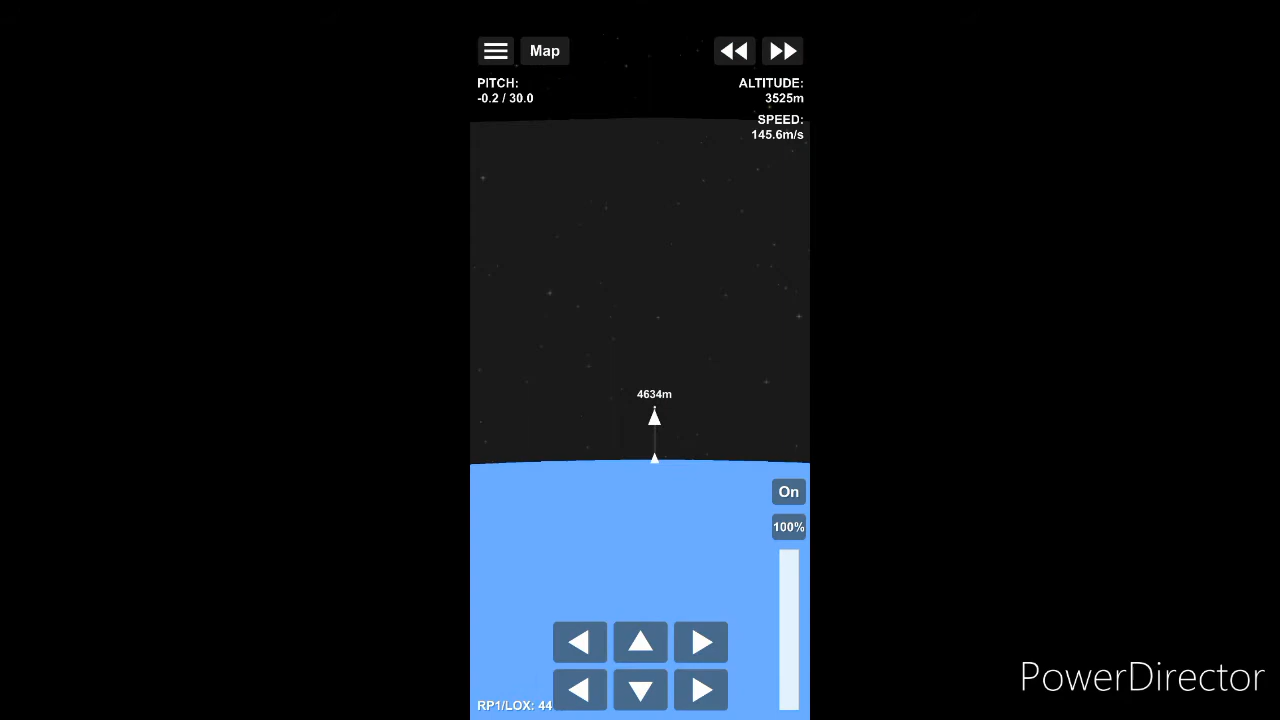 Map
PITCH:
-0.2 / 30.0
ALTITUDE:
3525m
SPEED:
145.6m/s
4634m
On
100%
RP1/LOX: 44
PowerDirector